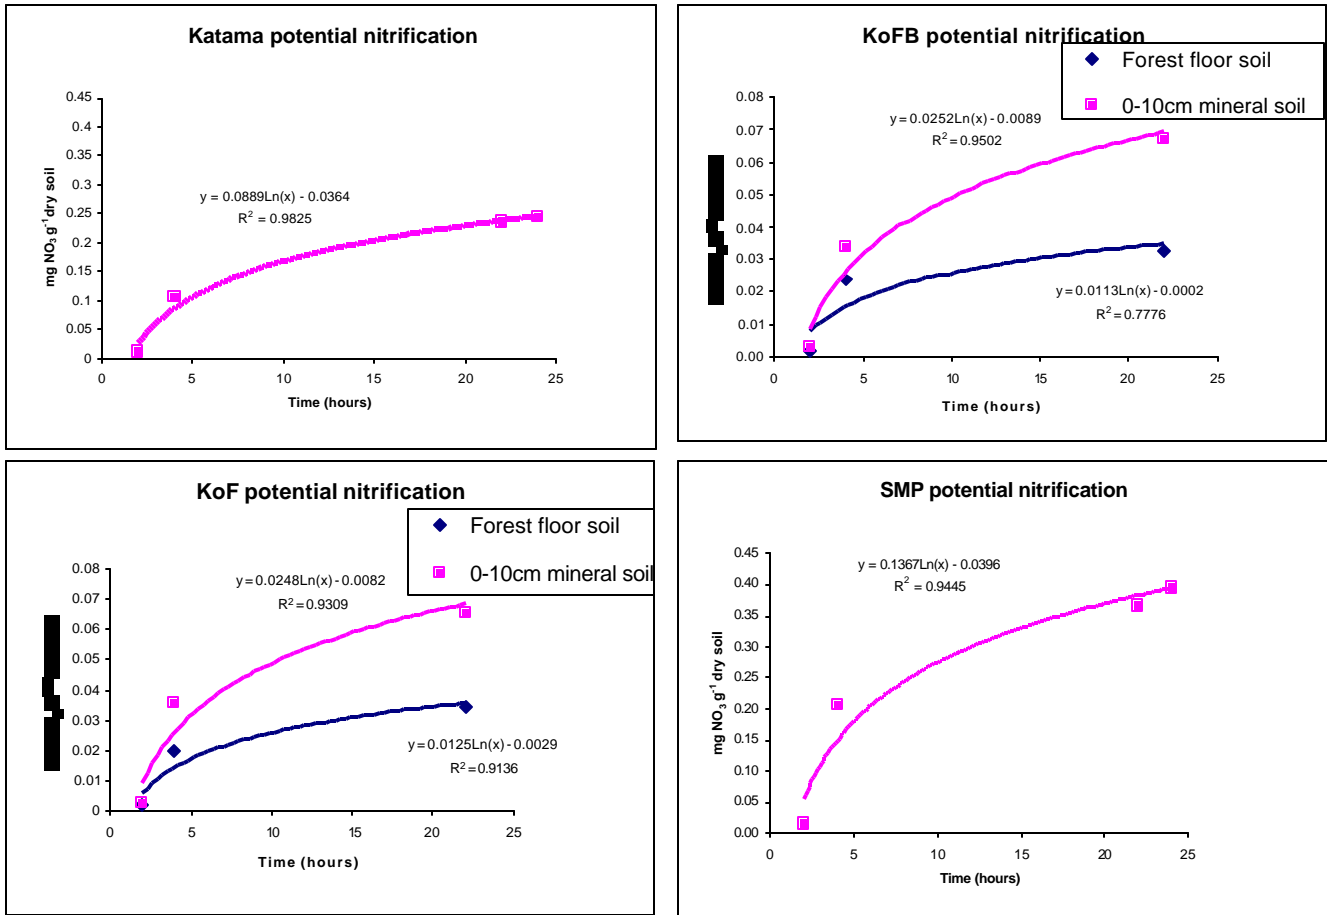 Katama potential nitrification
0.45
0.4
0.35
0.3
0.25
0.2
0.15
0.1
0.05
0
mg NO3 g-1 dry soil
y = 0.0889Ln(x) - 0.0364
R2 = 0.9825
0 5 10 15 20 25
Time (hours)
KoFB potential nitrification
Forest floor soil
0-10cm mineral soil
0.08
0.07
0.06
0.05
0.04
0.03
0.02
0.01
0.00
y = 0.0252Ln(x) - 0.0089
R2 = 0.9502
y = 0.0113Ln(x) - 0.0002
R2 = 0.7776
0 5 10 15 20 25
Time (hours)
KoF potential nitrification
Forest floor soil
0-10cm mineral soil
0.08
0.07
0.06
0.05
0.04
0.03
0.02
0.01
0
y = 0.0248Ln(x) - 0.0082
R2 = 0.9309
y = 0.0125Ln(x) - 0.0029
R2 = 0.9136
0 5 10 15 20 25
Time (hours)
SMP potential nitrification
0.45
0.40
0.35
0.30
0.25
0.20
0.15
0.10
0.05
0.00
mg NO3 g-1 dry soil
y = 0.1367Ln(x) - 0.0396
R2 = 0.9445
0 5 10 15 20 25
Time (hours)